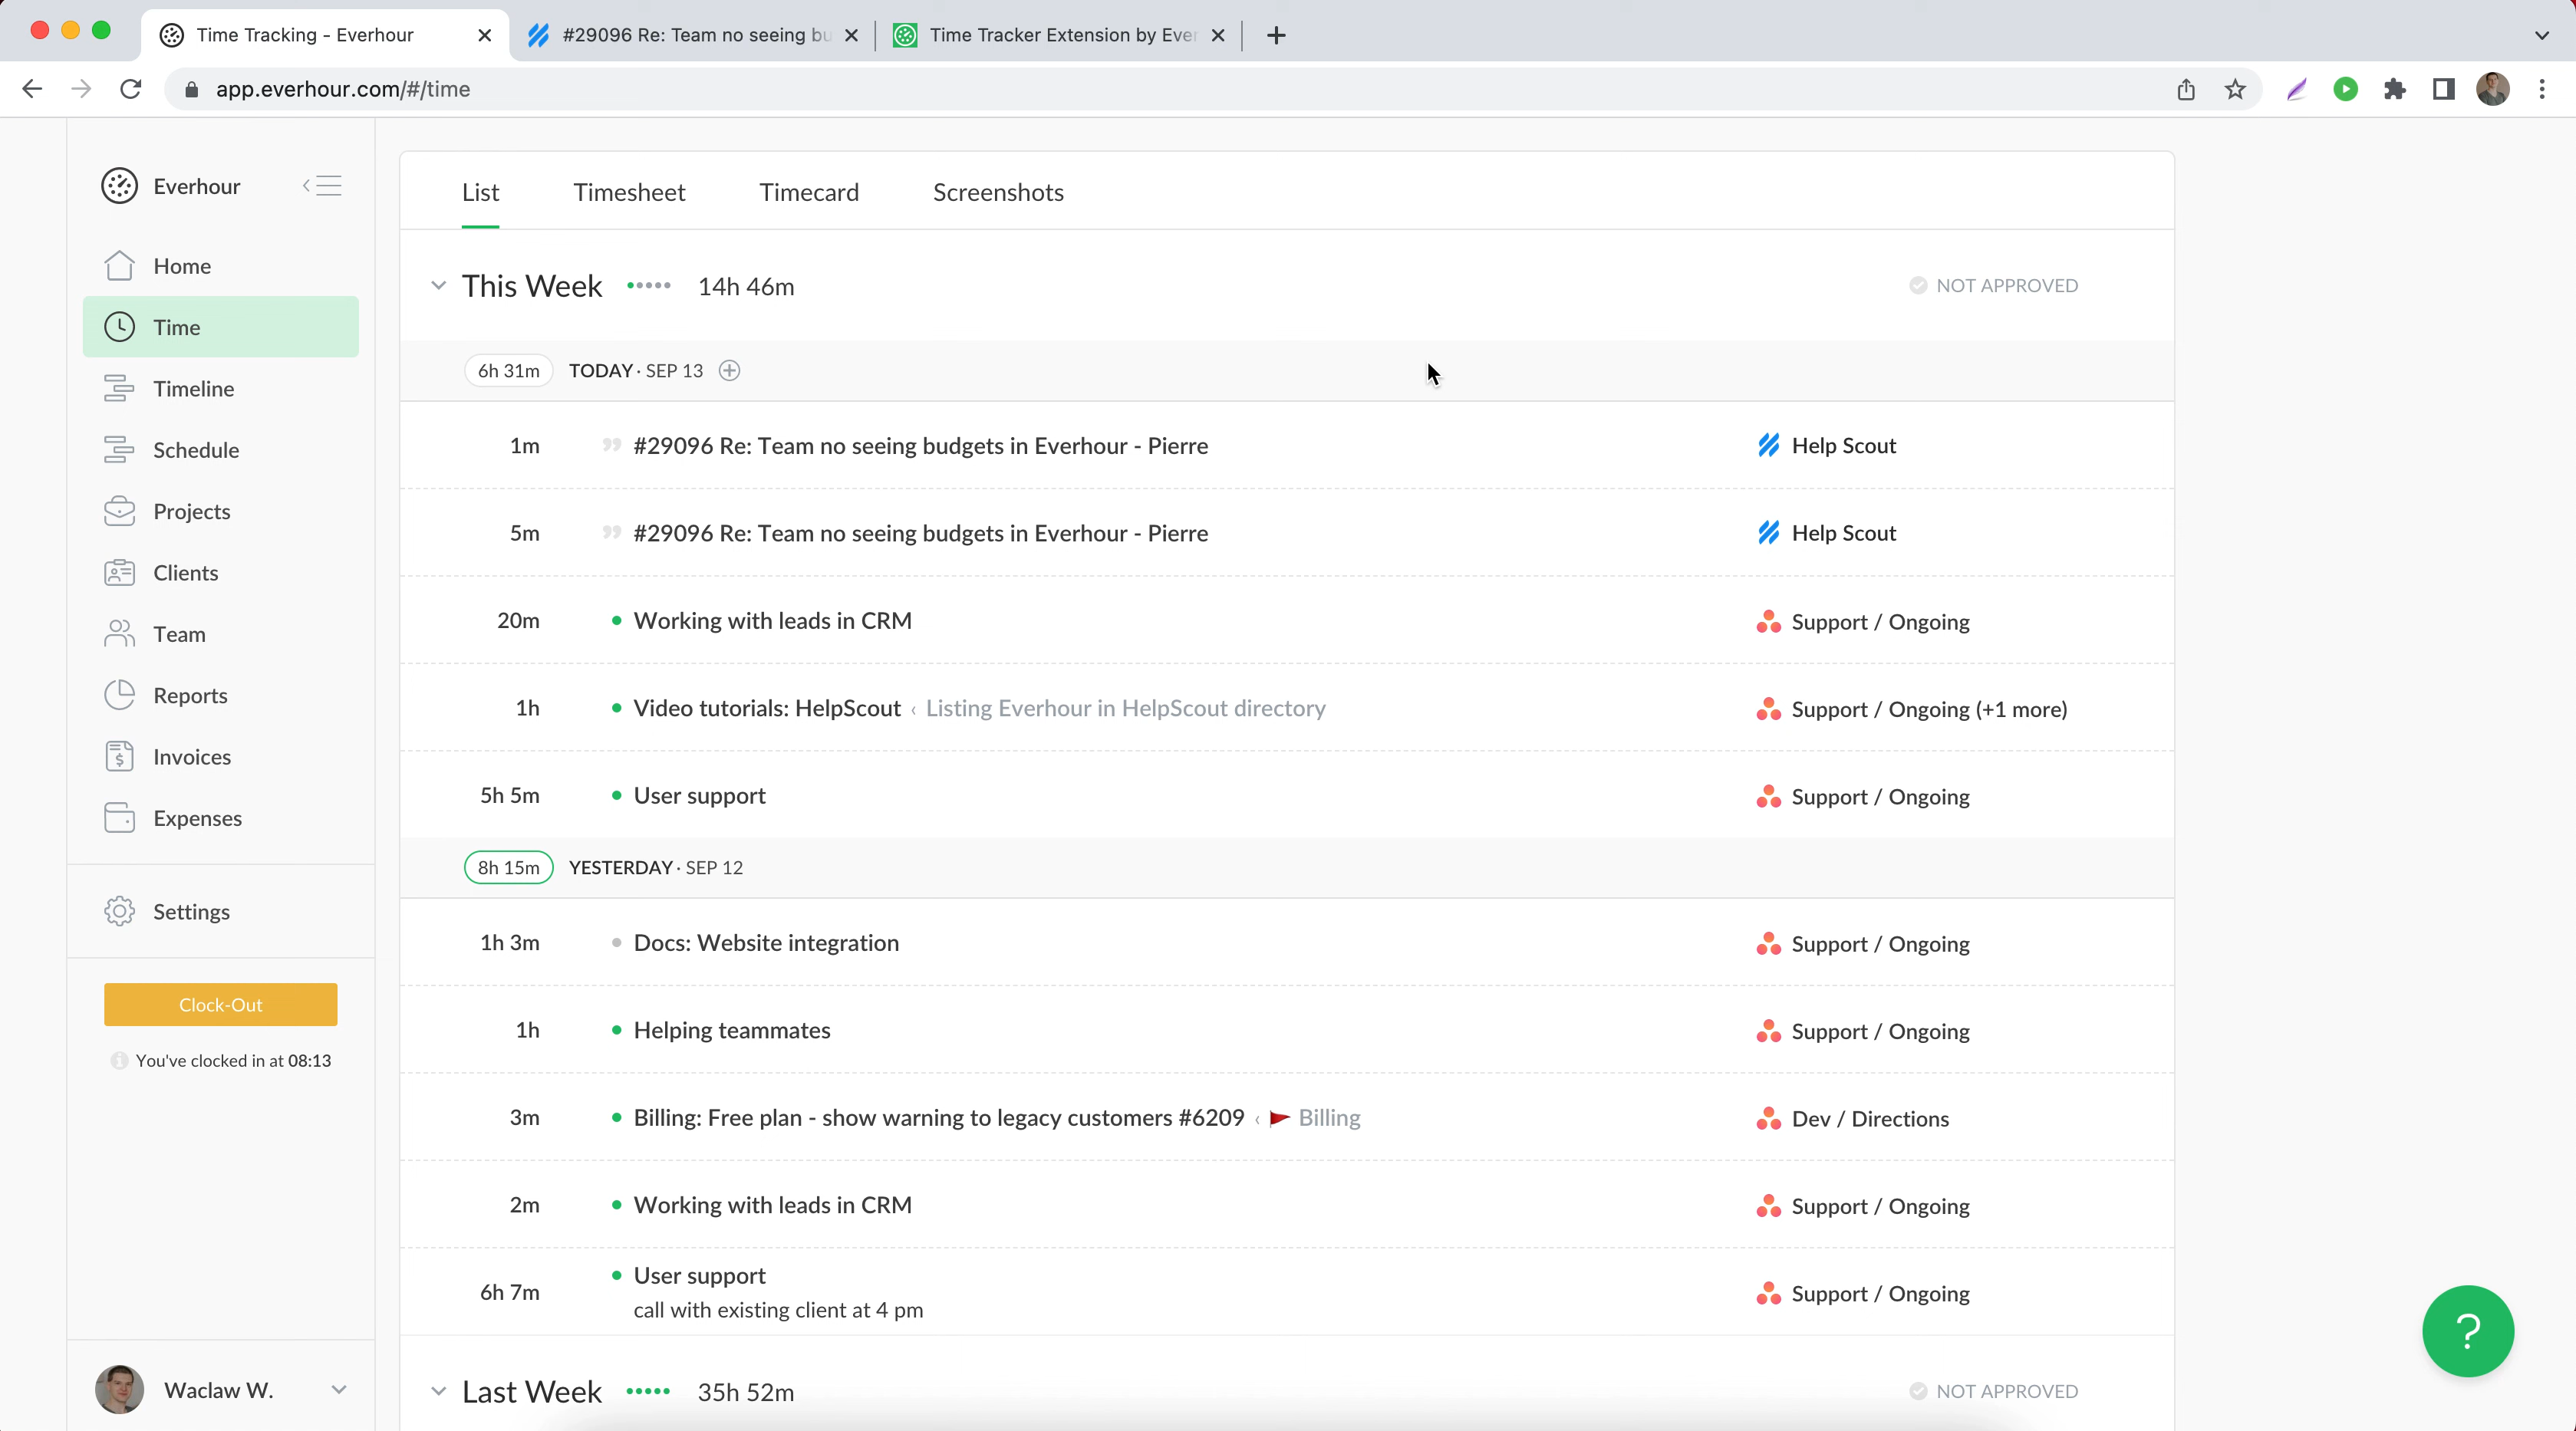 Time Tracking - Everhour
#29096 Re: Team no seeing bu
Time Tracker Extension by Ever
app.everhour.com/#/time
Everhour
Home
Time
Timeline
Schedule
Projects
Clients
Team
Reports
Invoices
Expenses
Settings
Clock-Out
You've clocked in at 08:13
Waclaw W.
List Timesheet Timecard Screenshots
This Week 14h 46m NOT APPROVED
6h 31m TODAY · SEP 13
1m #29096 Re: Team no seeing budgets in Everhour - Pierre Help Scout
5m #29096 Re: Team no seeing budgets in Everhour - Pierre Help Scout
20m Working with leads in CRM Support / Ongoing
1h Video tutorials: HelpScout ‹ Listing Everhour in HelpScout directory Support / Ongoing (+1 more)
5h 5m User support Support / Ongoing
8h 15m YESTERDAY · SEP 12
1h 3m Docs: Website integration Support / Ongoing
1h Helping teammates Support / Ongoing
3m Billing: Free plan - show warning to legacy customers #6209 ‹ Billing Dev / Directions
2m Working with leads in CRM Support / Ongoing
6h 7m User support Support / Ongoing
call with existing client at 4 pm
Last Week 35h 52m NOT APPROVED
?